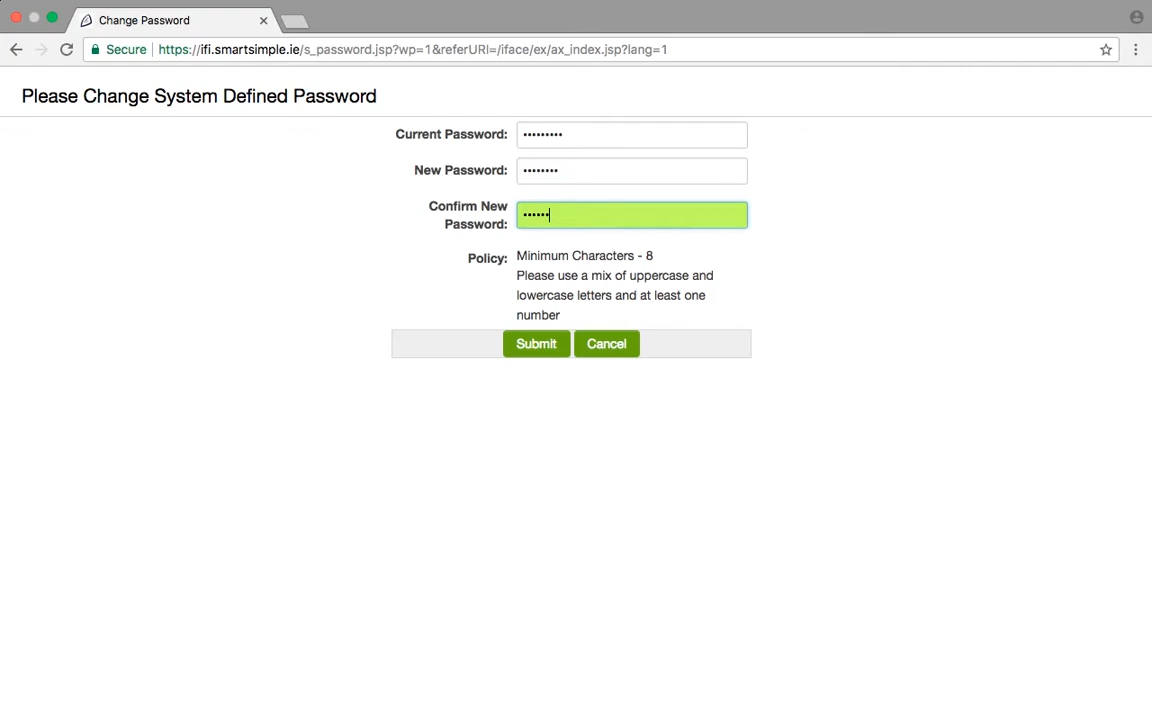 Change Password
Secure https://ifi.smartsimple.ie/s_password.jsp?wp=1&referURI=/iface/ex/ax_index.jsp?lang=1
Please Change System Defined Password
Current Password: •••••••••
New Password: ••••••••
Confirm New
Password: ••••••
Policy: Minimum Characters - 8
Please use a mix of uppercase and
lowercase letters and at least one
number
Submit Cancel